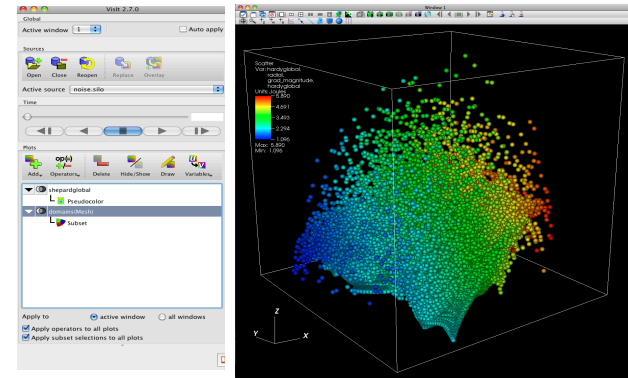 VisIt 2.7.0
Global
Active window 1 Auto apply
Sources
Open Close Reopen Replace Overlay
Active source noise.silo
Time
Plots
Add Operators Delete Hide/Show Draw Variables
shepardglobal
Pseudocolor
domains(Mesh)
Subset
Apply to active window all windows
Apply operators to all plots
Apply subset selections to all plots
Window 1
Scatter
Var: hardyglobal,
radial,
grad_magnitude,
hardyglobal
Units: Joules
5.890
4.691
3.493
2.294
1.096
Max: 5.890
Min: 1.096
Z
Y
X